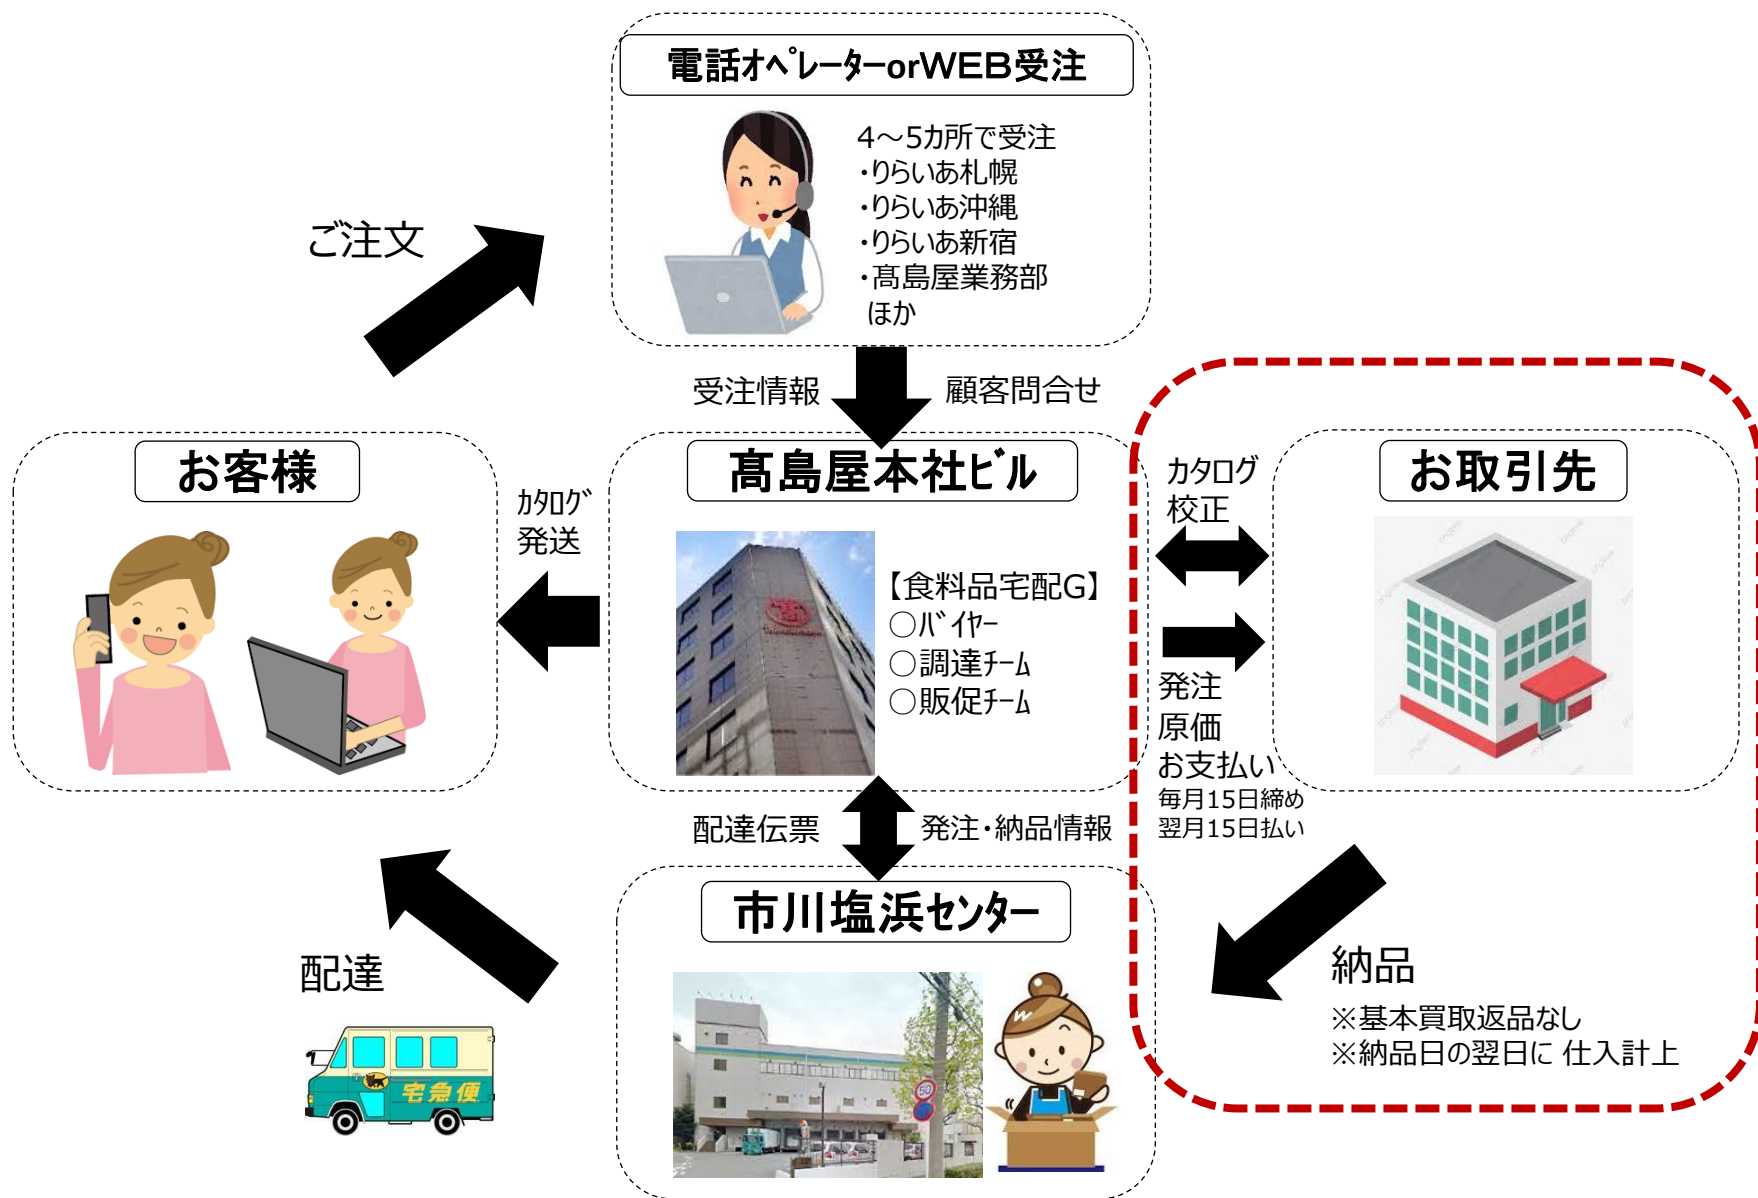 電話ｵﾍﾟﾚｰﾀｰorWEB受注
4～5ｶ所で受注
・りらいあ札幌
・りらいあ沖縄
・りらいあ新宿
・髙島屋業務部
ほか
ご注文
受注情報
顧客問合せ
お客様
ｶﾀﾛｸﾞ
発送
髙島屋本社ﾋﾞﾙ
【食料品宅配G】
○ﾊﾞｲﾔｰ
○調達ﾁｰﾑ
○販促ﾁｰﾑ
カタログ
校正
お取引先
発注
原価
お支払い
毎月15日締め
翌月15日払い
配達伝票
発注・納品情報
市川塩浜ｾﾝﾀｰ
配達
宅急便
納品
※基本買取返品なし
※納品日の翌日に 仕入計上